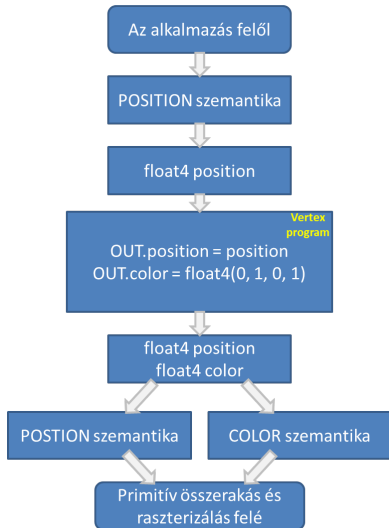 Az alkalmazás felől
POSITION szemantika
float4 position
Vertex
program
OUT.position = position
OUT.color = float4(0, 1, 0, 1)
float4 position
float4 color
POSTION szemantika
COLOR szemantika
Primitív összerakás és
raszterizálás felé